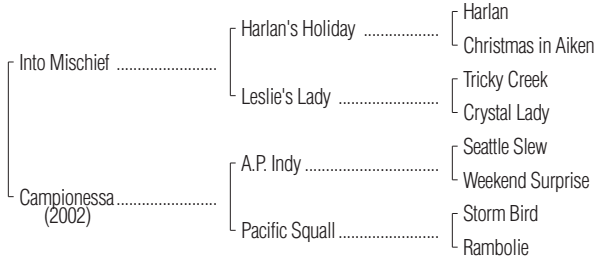 Harlan
Harlan's Holiday ..................
Christmas in Aiken
Into Mischief ........................
Tricky Creek
Leslie's Lady ........................
Crystal Lady
Seattle Slew
A.P. Indy ................................
Weekend Surprise
Campionessa ........................
(2002)
Storm Bird
Pacific Squall ........................
Rambolie